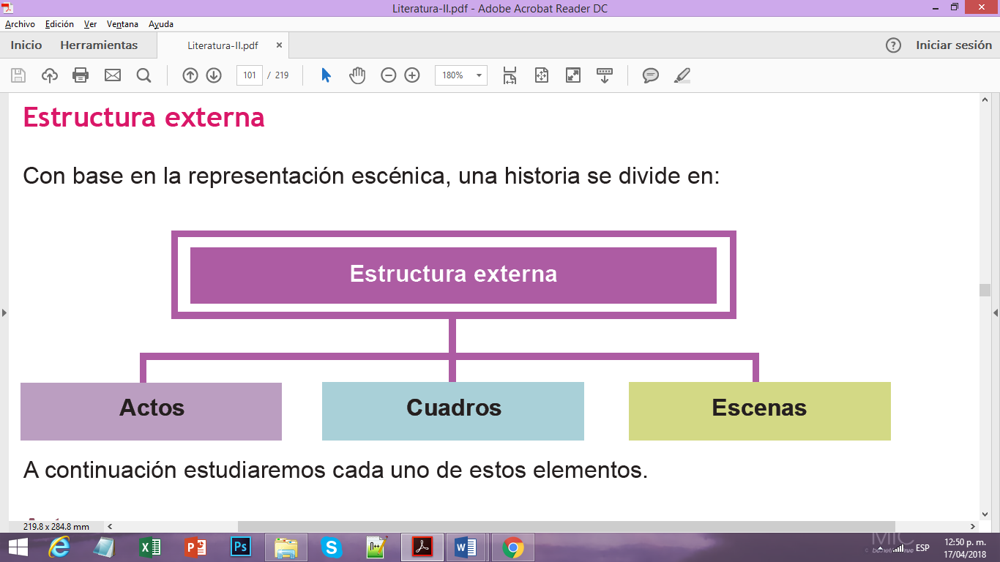 Literatura-II.pdf - Adobe Acrobat Reader DC
Archivo Edición Ver Ventana Ayuda
Inicio Herramientas Literatura-II.pdf Iniciar sesión
101 / 219 180%
Estructura externa
Con base en la representación escénica, una historia se divide en:
Estructura externa
Actos Cuadros Escenas
A continuación estudiaremos cada uno de estos elementos.
219.8 x 284.8 mm
ESP 12:50 p. m.
17/04/2018